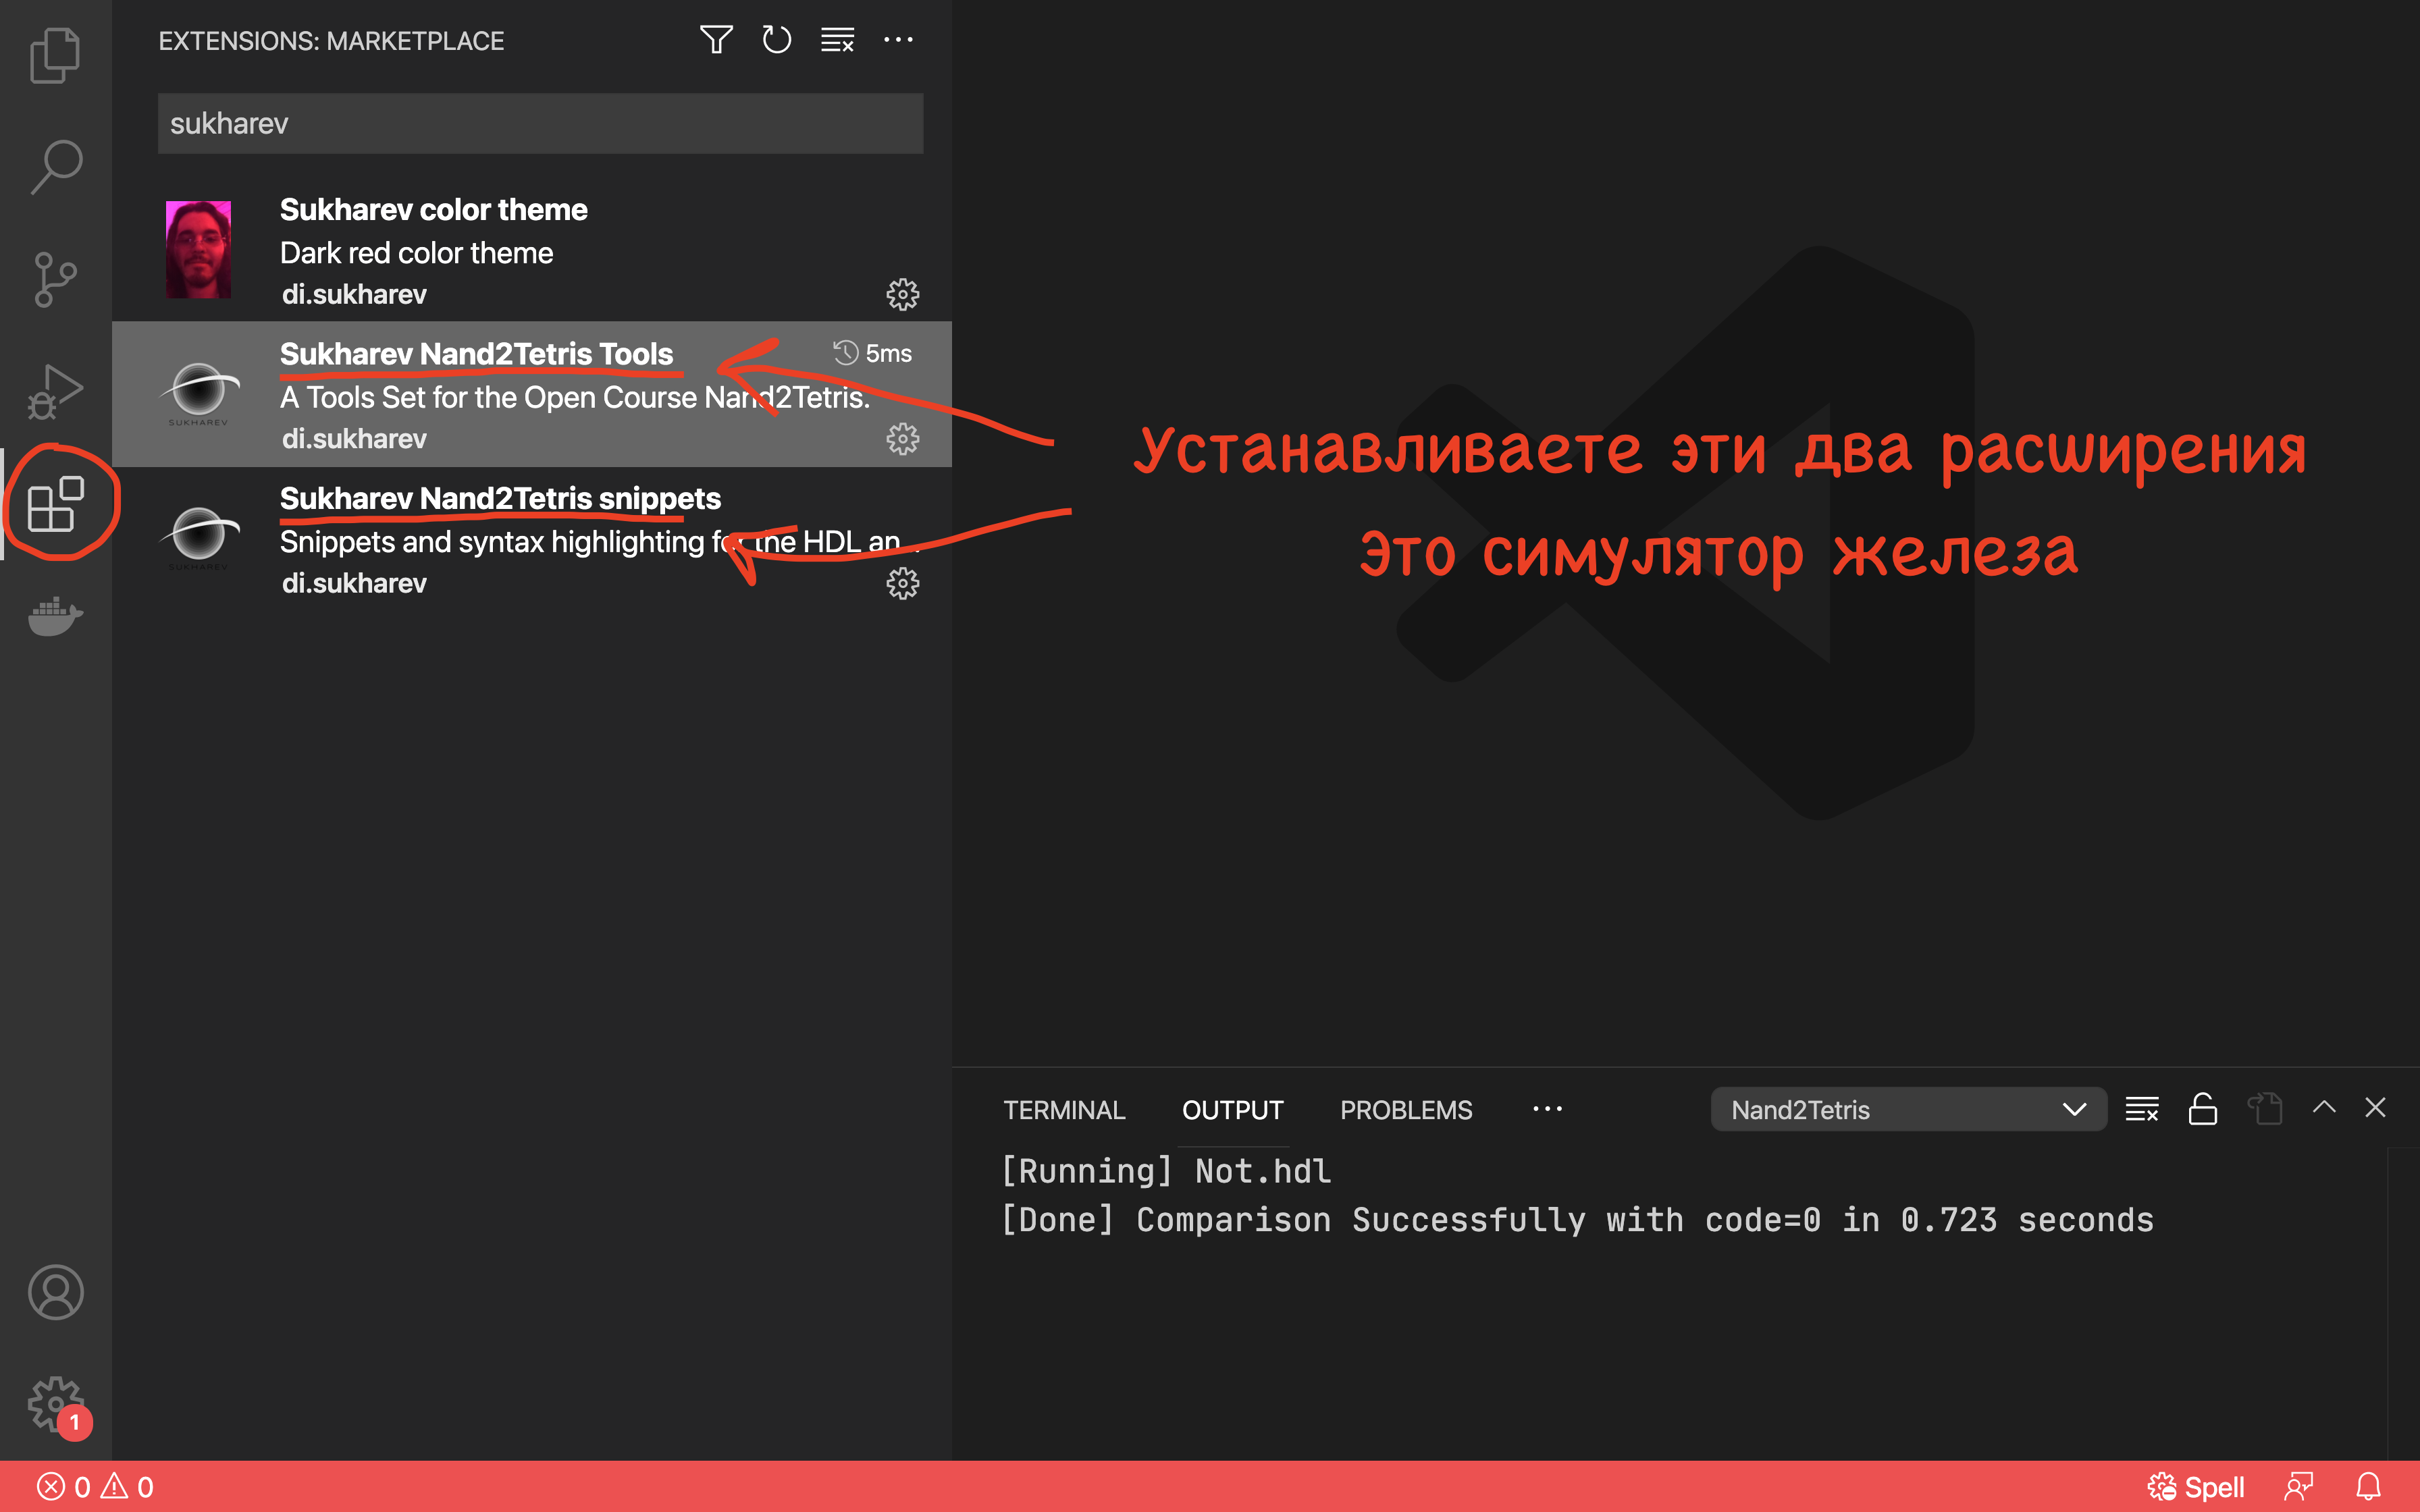 EXTENSIONS: MARKETPLACE
sukharev
Sukharev color theme
Dark red color theme
di.sukharev
Sukharev Nand2Tetris Tools
5ms
A Tools Set for the Open Course Nand2Tetris.
di.sukharev
SUKHAREV
Sukharev Nand2Tetris snippets
Snippets and syntax highlighting for the HDL an...
di.sukharev
SUKHAREV
Устанавливаете эти два расширения
Это симулятор железа
TERMINAL OUTPUT PROBLEMS ... Nand2Tetris
[Running] Not.hdl
[Done] Comparison Successfully with code=0 in 0.723 seconds
1
0 0 Spell